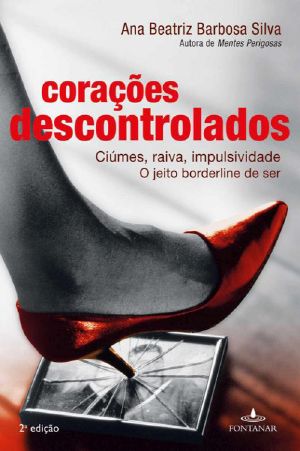 Ana Beatriz Barbosa Silva
Autora de Mentes Perigosas
corações
descontrolados
Ciúmes, raiva, impulsividade
O jeito borderline de ser
2ª edição
FONTANAR